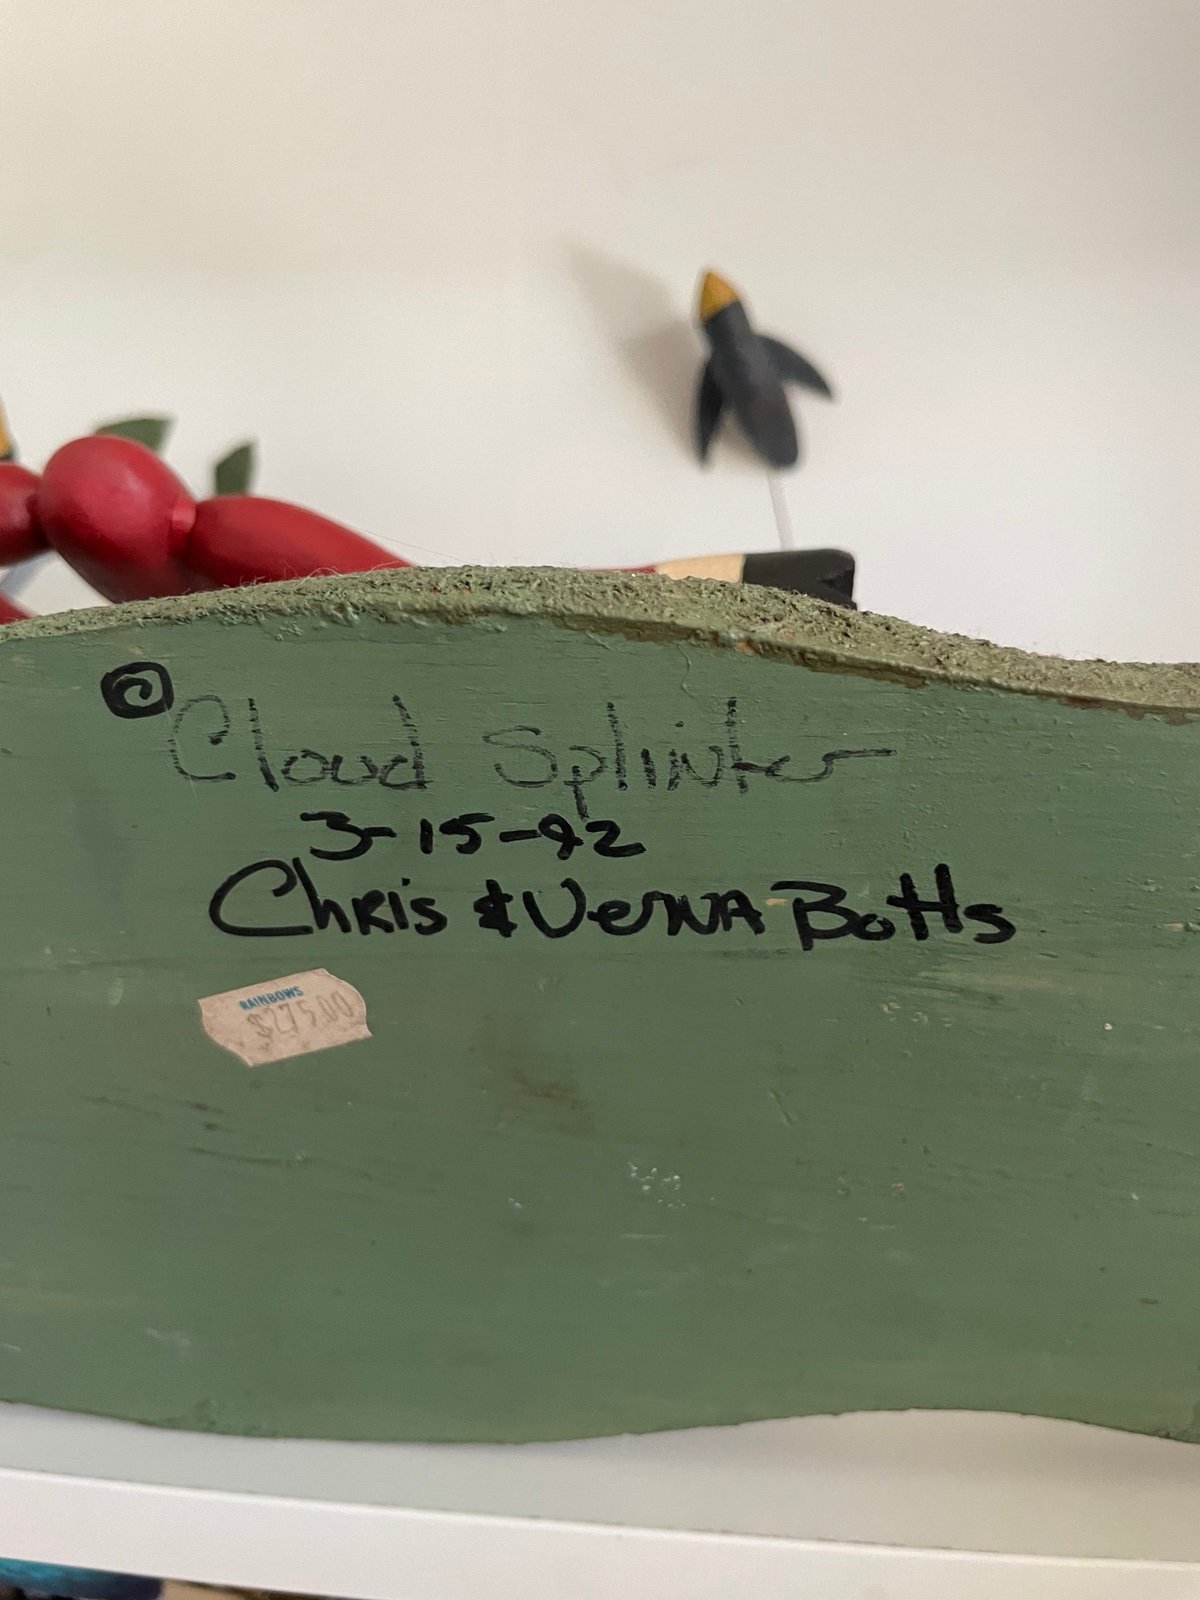 © Cloud Splinter
3-15-92
Chris & Verna Botts
RAINBOWS
$275.00